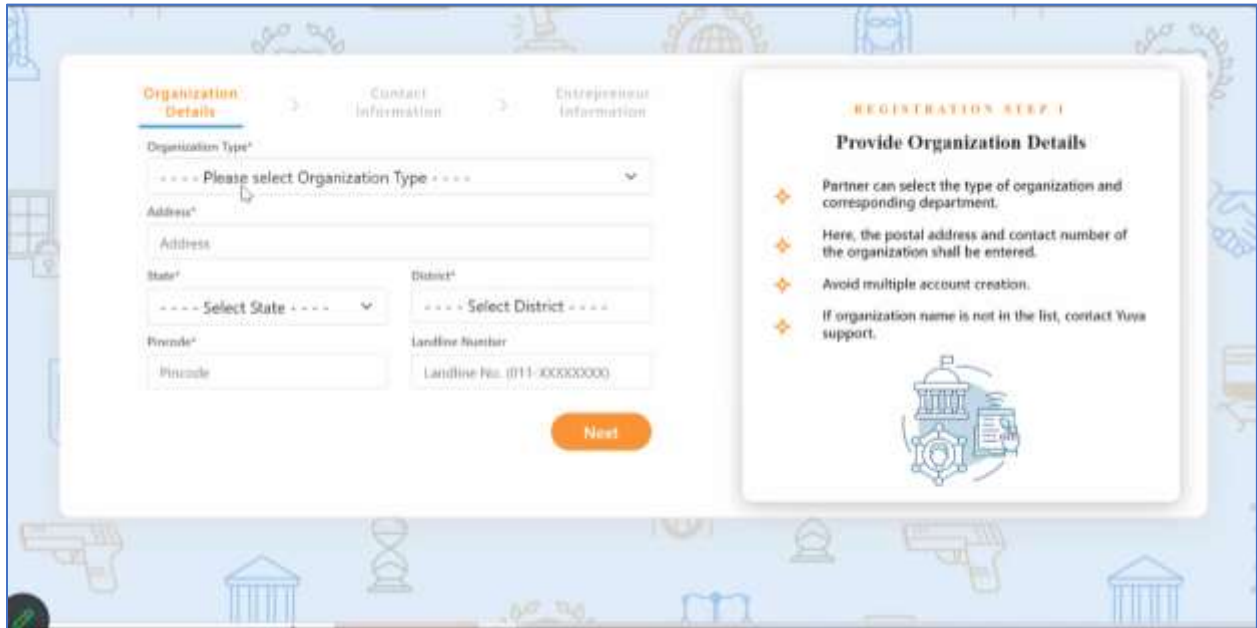 Organization
Details
>
Contact
Information
>
Entrepreneur
Information
Organization Type*
- - - - Please select Organization Type - - - -
Address*
Address
State*
District*
- - - - Select State - - - -
- - - - Select District - - - -
Pincode*
Landline Number
Pincode
Landline No. (011-XXXXXXXX)
Next
REGISTRATION STEP 1
Provide Organization Details
Partner can select the type of organization and
corresponding department.
Here, the postal address and contact number of
the organization shall be entered.
Avoid multiple account creation.
If organization name is not in the list, contact Yuva
support.